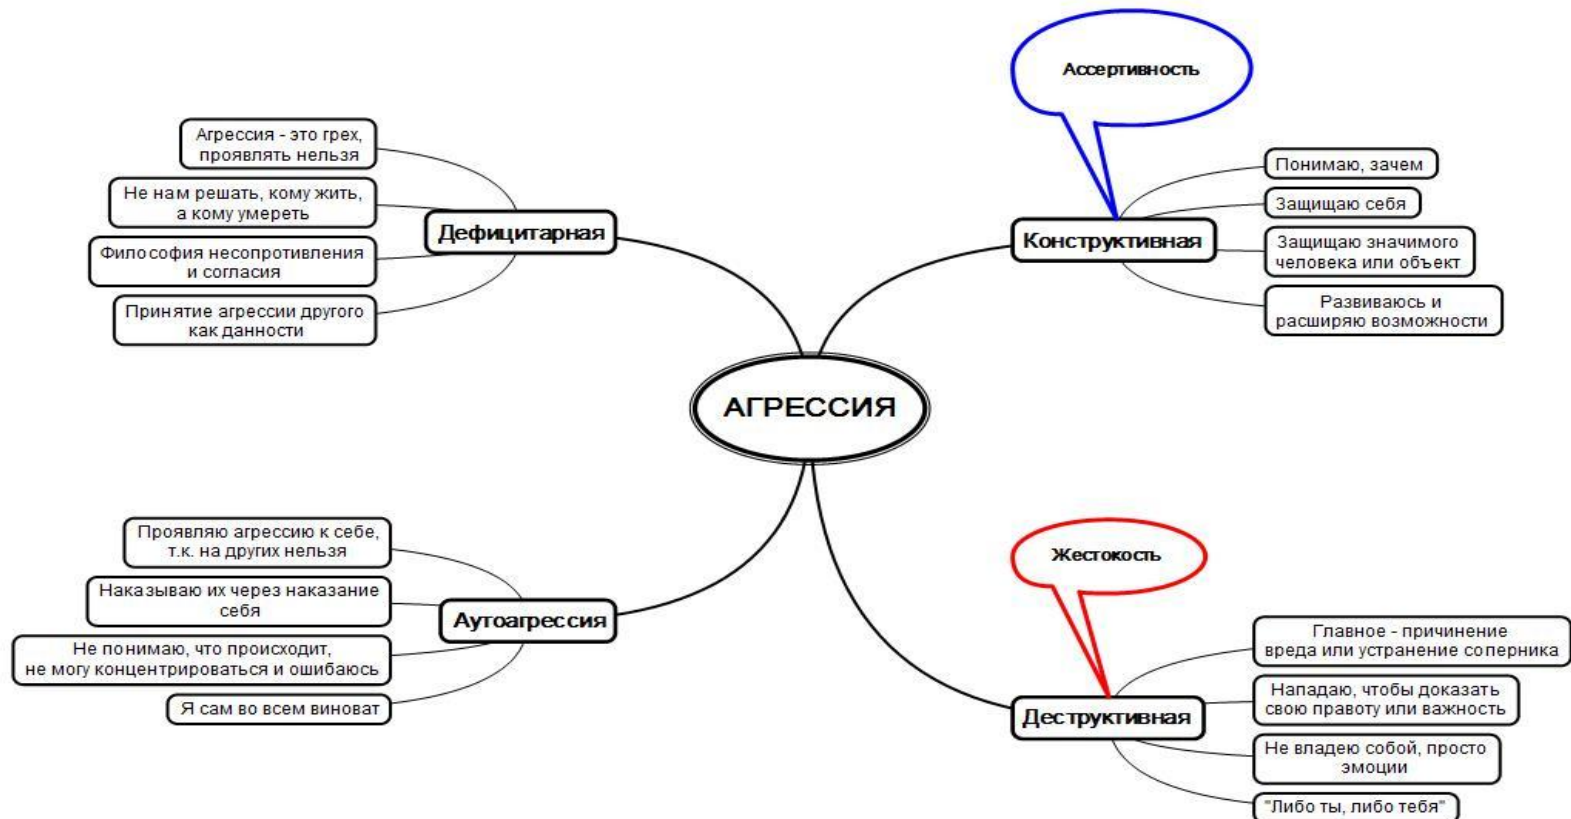 Ассертивность
Агрессия - это грех,
проявлять нельзя
Не нам решать, кому жить,
а кому умереть
Философия несопротивления
и согласия
Принятие агрессии другого
как данности
Дефицитарная
Конструктивная
Понимаю, зачем
Защищаю себя
Защищаю значимого
человека или объект
Развиваюсь и
расширяю возможности
АГРЕССИЯ
Проявляю агрессию к себе,
т.к. на других нельзя
Наказываю их через наказание
себя
Не понимаю, что происходит,
не могу концентрироваться и ошибаюсь
Я сам во всем виноват
Аутоагрессия
Жестокость
Деструктивная
Главное - причинение
вреда или устранение соперника
Нападаю, чтобы доказать
свою правоту или важность
Не владею собой, просто
эмоции
"Либо ты, либо тебя"